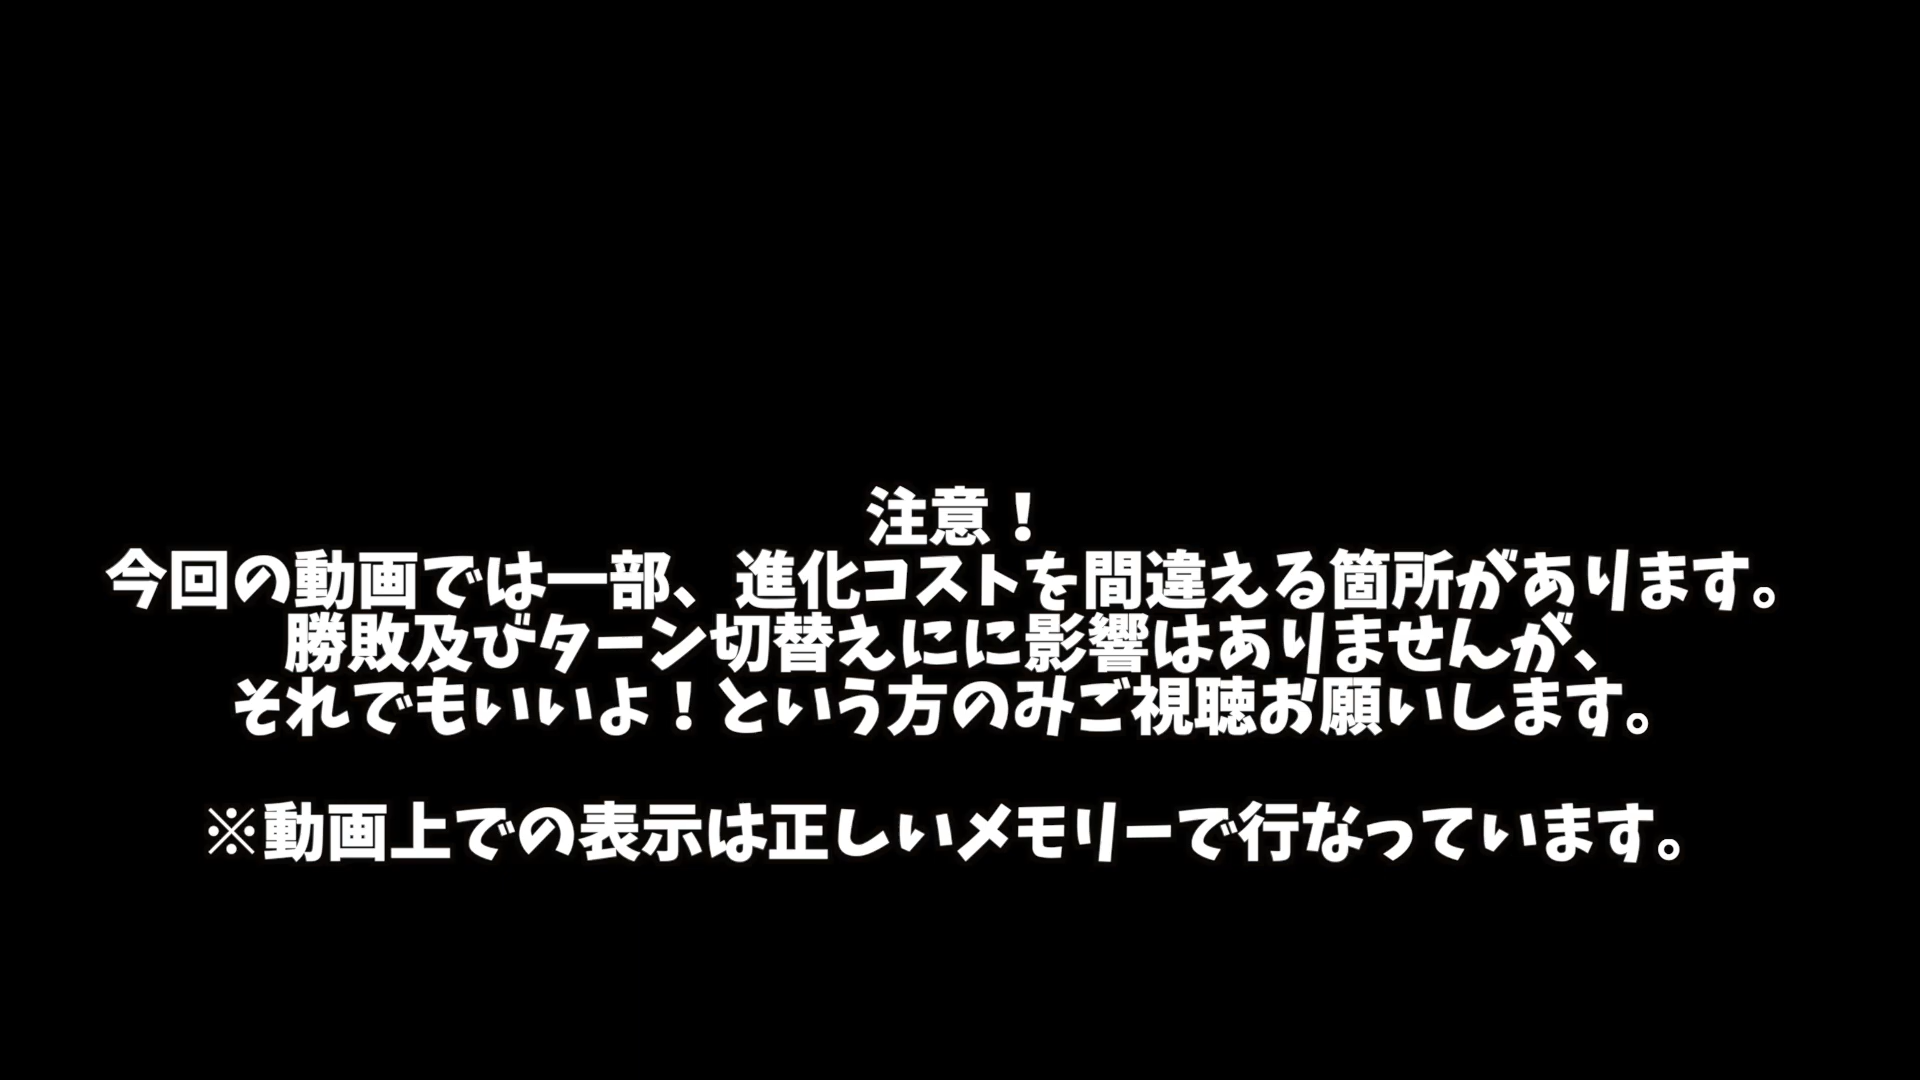 注意！
今回の動画では一部、進化コストを間違える箇所があります。
勝敗及びターン切替えにに影響はありませんが、
それでもいいよ！という方のみご視聴お願いします。
※動画上での表示は正しいメモリーで行なっています。